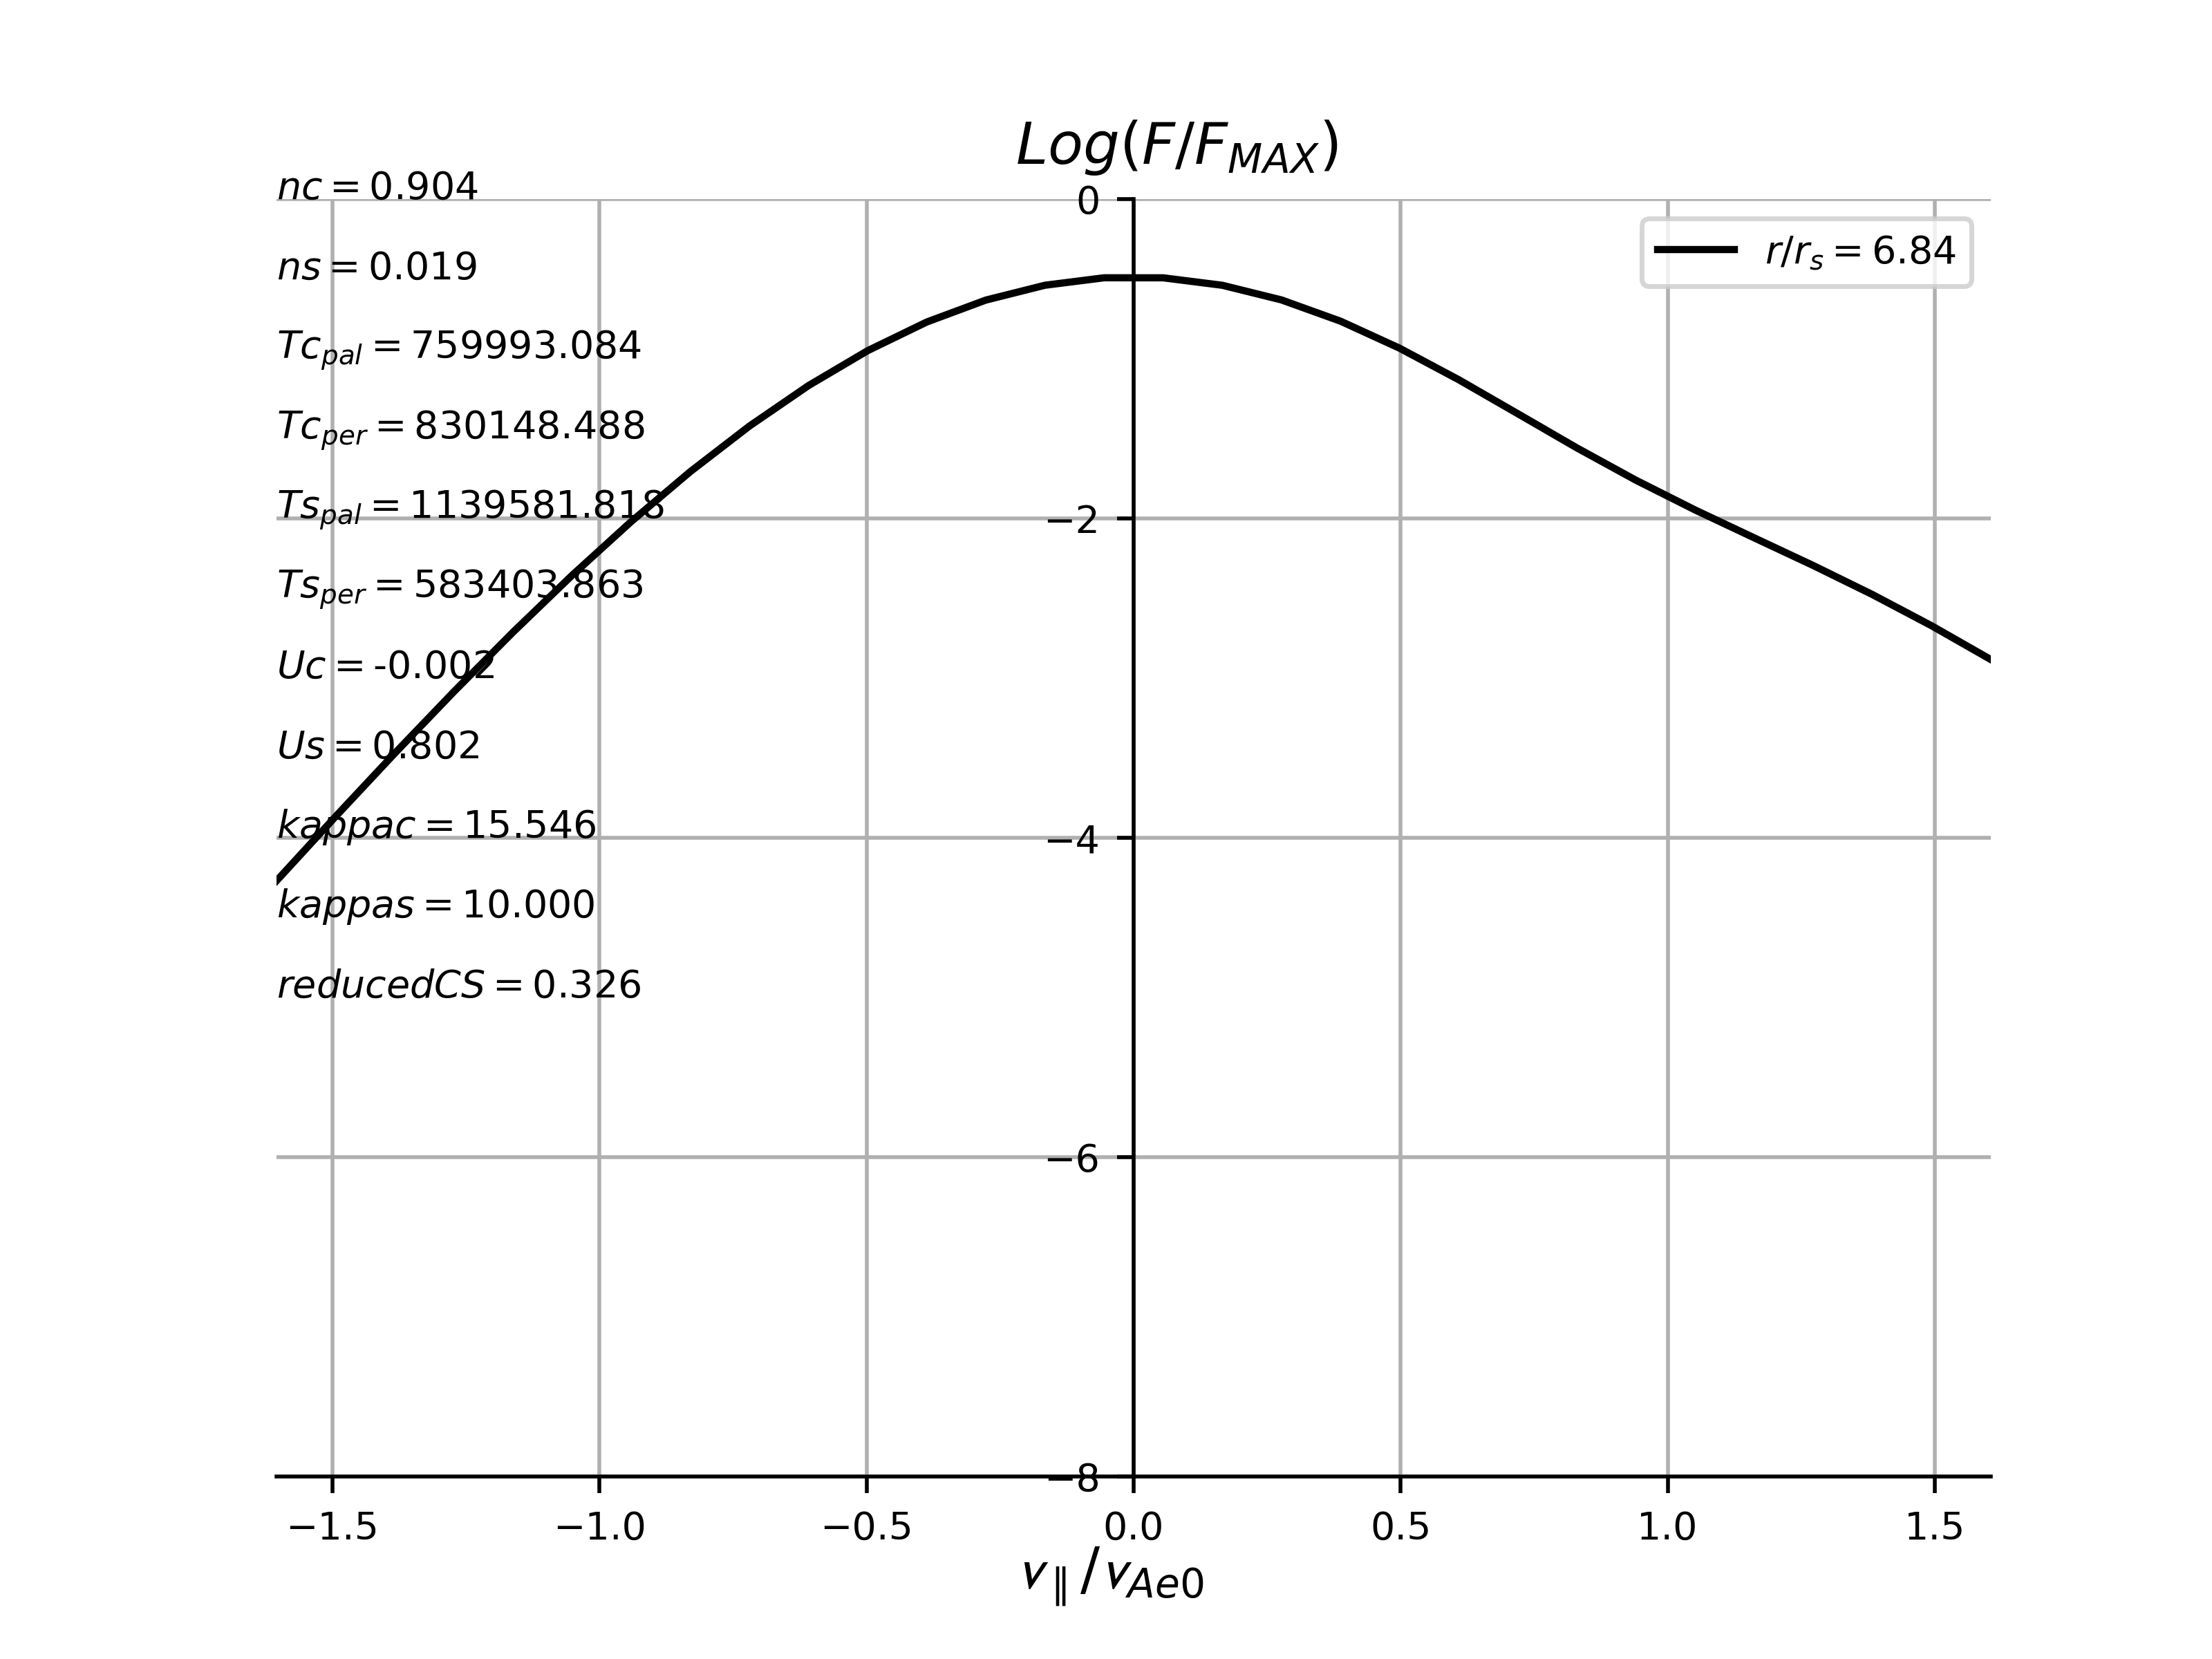 Log(F/F_MAX)
nc = 0.904
ns = 0.019
Tc_pal = 759993.084
Tc_per = 830148.488
Ts_pal = 1139581.818
Ts_per = 583403.863
Uc = -0.002
Us = 0.802
kappac = 15.546
kappas = 10.000
reducedCS = 0.326
r/r_s = 6.84
0
−2
−4
−6
−8
−1.5 −1.0 −0.5 0.0 0.5 1.0 1.5
v_∥/v_Ae0